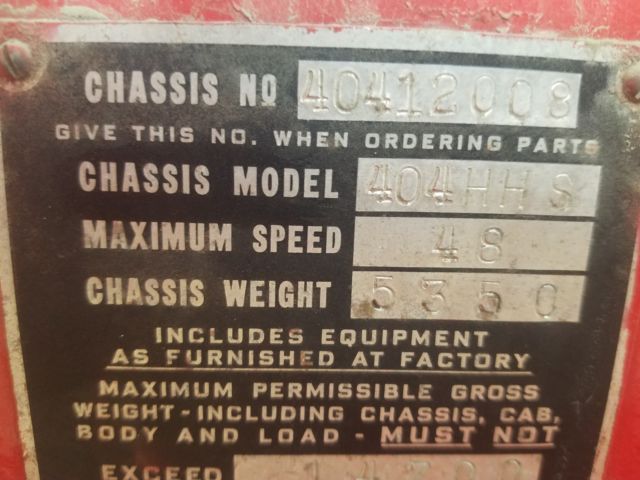 CHASSIS NO 40412008
GIVE THIS NO. WHEN ORDERING PARTS
CHASSIS MODEL 404HHS
MAXIMUM SPEED 48
CHASSIS WEIGHT 5350
INCLUDES EQUIPMENT
AS FURNISHED AT FACTORY
MAXIMUM PERMISSIBLE GROSS
WEIGHT-INCLUDING CHASSIS, CAB,
BODY AND LOAD - MUST NOT
EXCEED